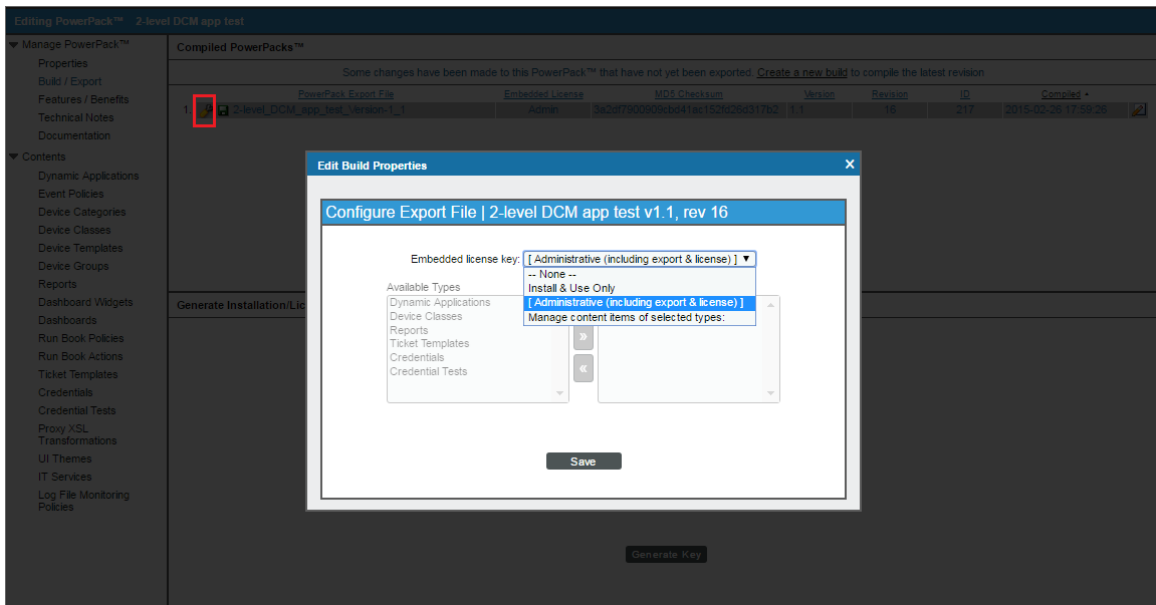 Editing PowerPack™ 2-level DCM app test
Manage PowerPack™
Properties
Build / Export
Features / Benefits
Technical Notes
Documentation
Contents
Dynamic Applications
Event Policies
Device Categories
Device Classes
Device Templates
Device Groups
Reports
Dashboard Widgets
Dashboards
Run Book Policies
Run Book Actions
Ticket Templates
Credentials
Credential Tests
Proxy XSL
Transformations
UI Themes
IT Services
Log File Monitoring
Policies
Compiled PowerPacks™
Some changes have been made to this PowerPack™ that have not yet been exported. Create a new build to compile the latest revision
PowerPack Export File Embedded License MD5 Checksum Version Revision ID Compiled
1. 2-level_DCM_app_test_Version-1_1 Admin 1.1 16 217 2015-02-26 17:59:26
Edit Build Properties
Configure Export File | 2-level DCM app test v1.1, rev 16
Embedded license key: [ Administrative (including export & license) ]
-- None --
Install & Use Only
[ Administrative (including export & license) ]
Manage content items of selected types:
Available Types
Dynamic Applications
Device Classes
Reports
Ticket Templates
Credentials
Credential Tests
»
«
Save
Generate Installation/Lic
Generate Key